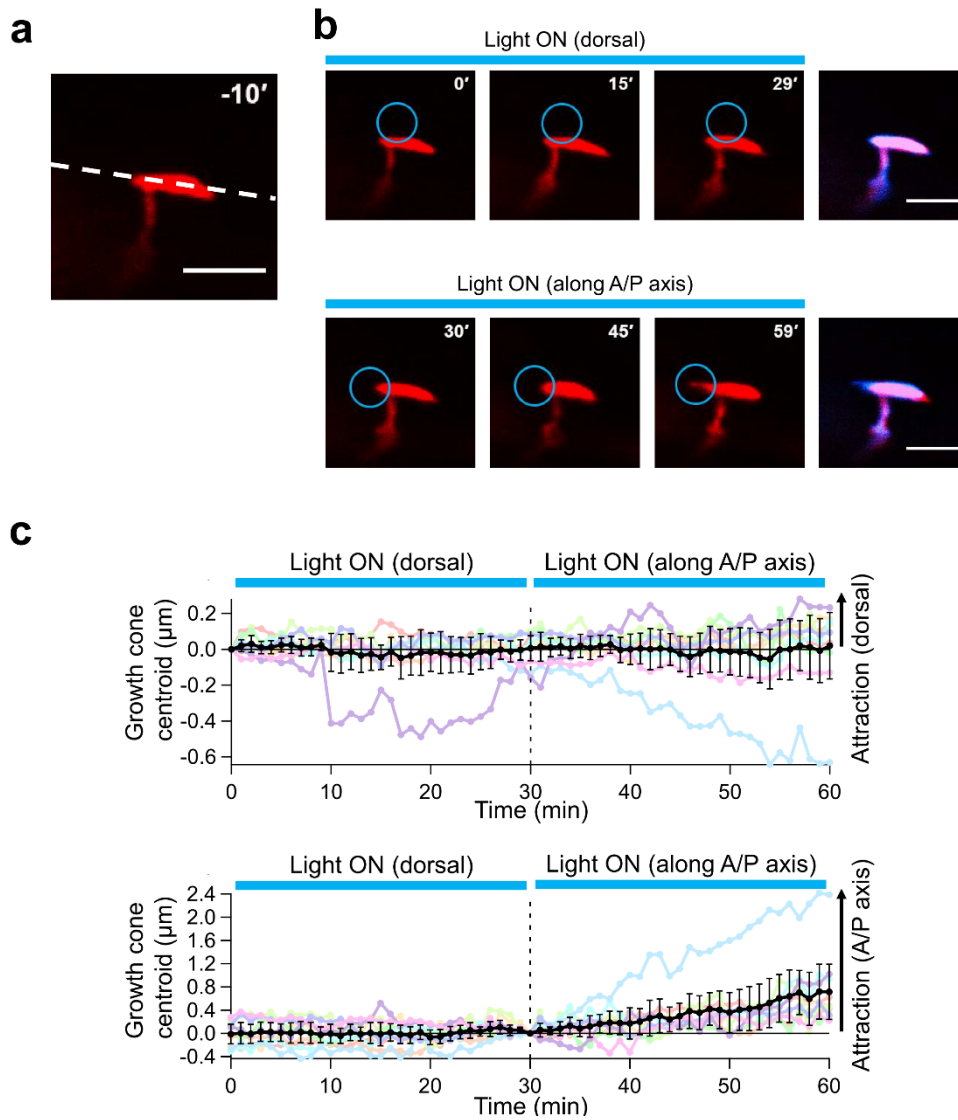 a
-10′
b
Light ON (dorsal)
0′
15′
29′
Light ON (along A/P axis)
30′
45′
59′
c
Light ON (dorsal)
Light ON (along A/P axis)
Growth cone
centroid (μm)
0.2
0.0
-0.2
-0.4
-0.6
0
10
20
30
40
50
60
Time (min)
Attraction (dorsal)
Light ON (dorsal)
Light ON (along A/P axis)
Growth cone
centroid (μm)
2.4
2.0
1.6
1.2
0.8
0.4
0.0
-0.4
0
10
20
30
40
50
60
Time (min)
Attraction (A/P axis)